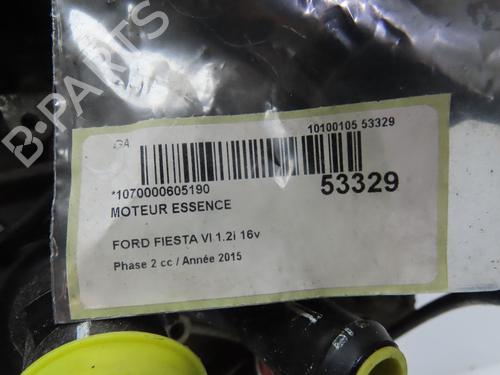 B-PARTS
GA
10100105 53329
*1070000605190
53329
MOTEUR ESSENCE
FORD FIESTA VI 1.2i 16v
Phase 2 cc / Année 2015